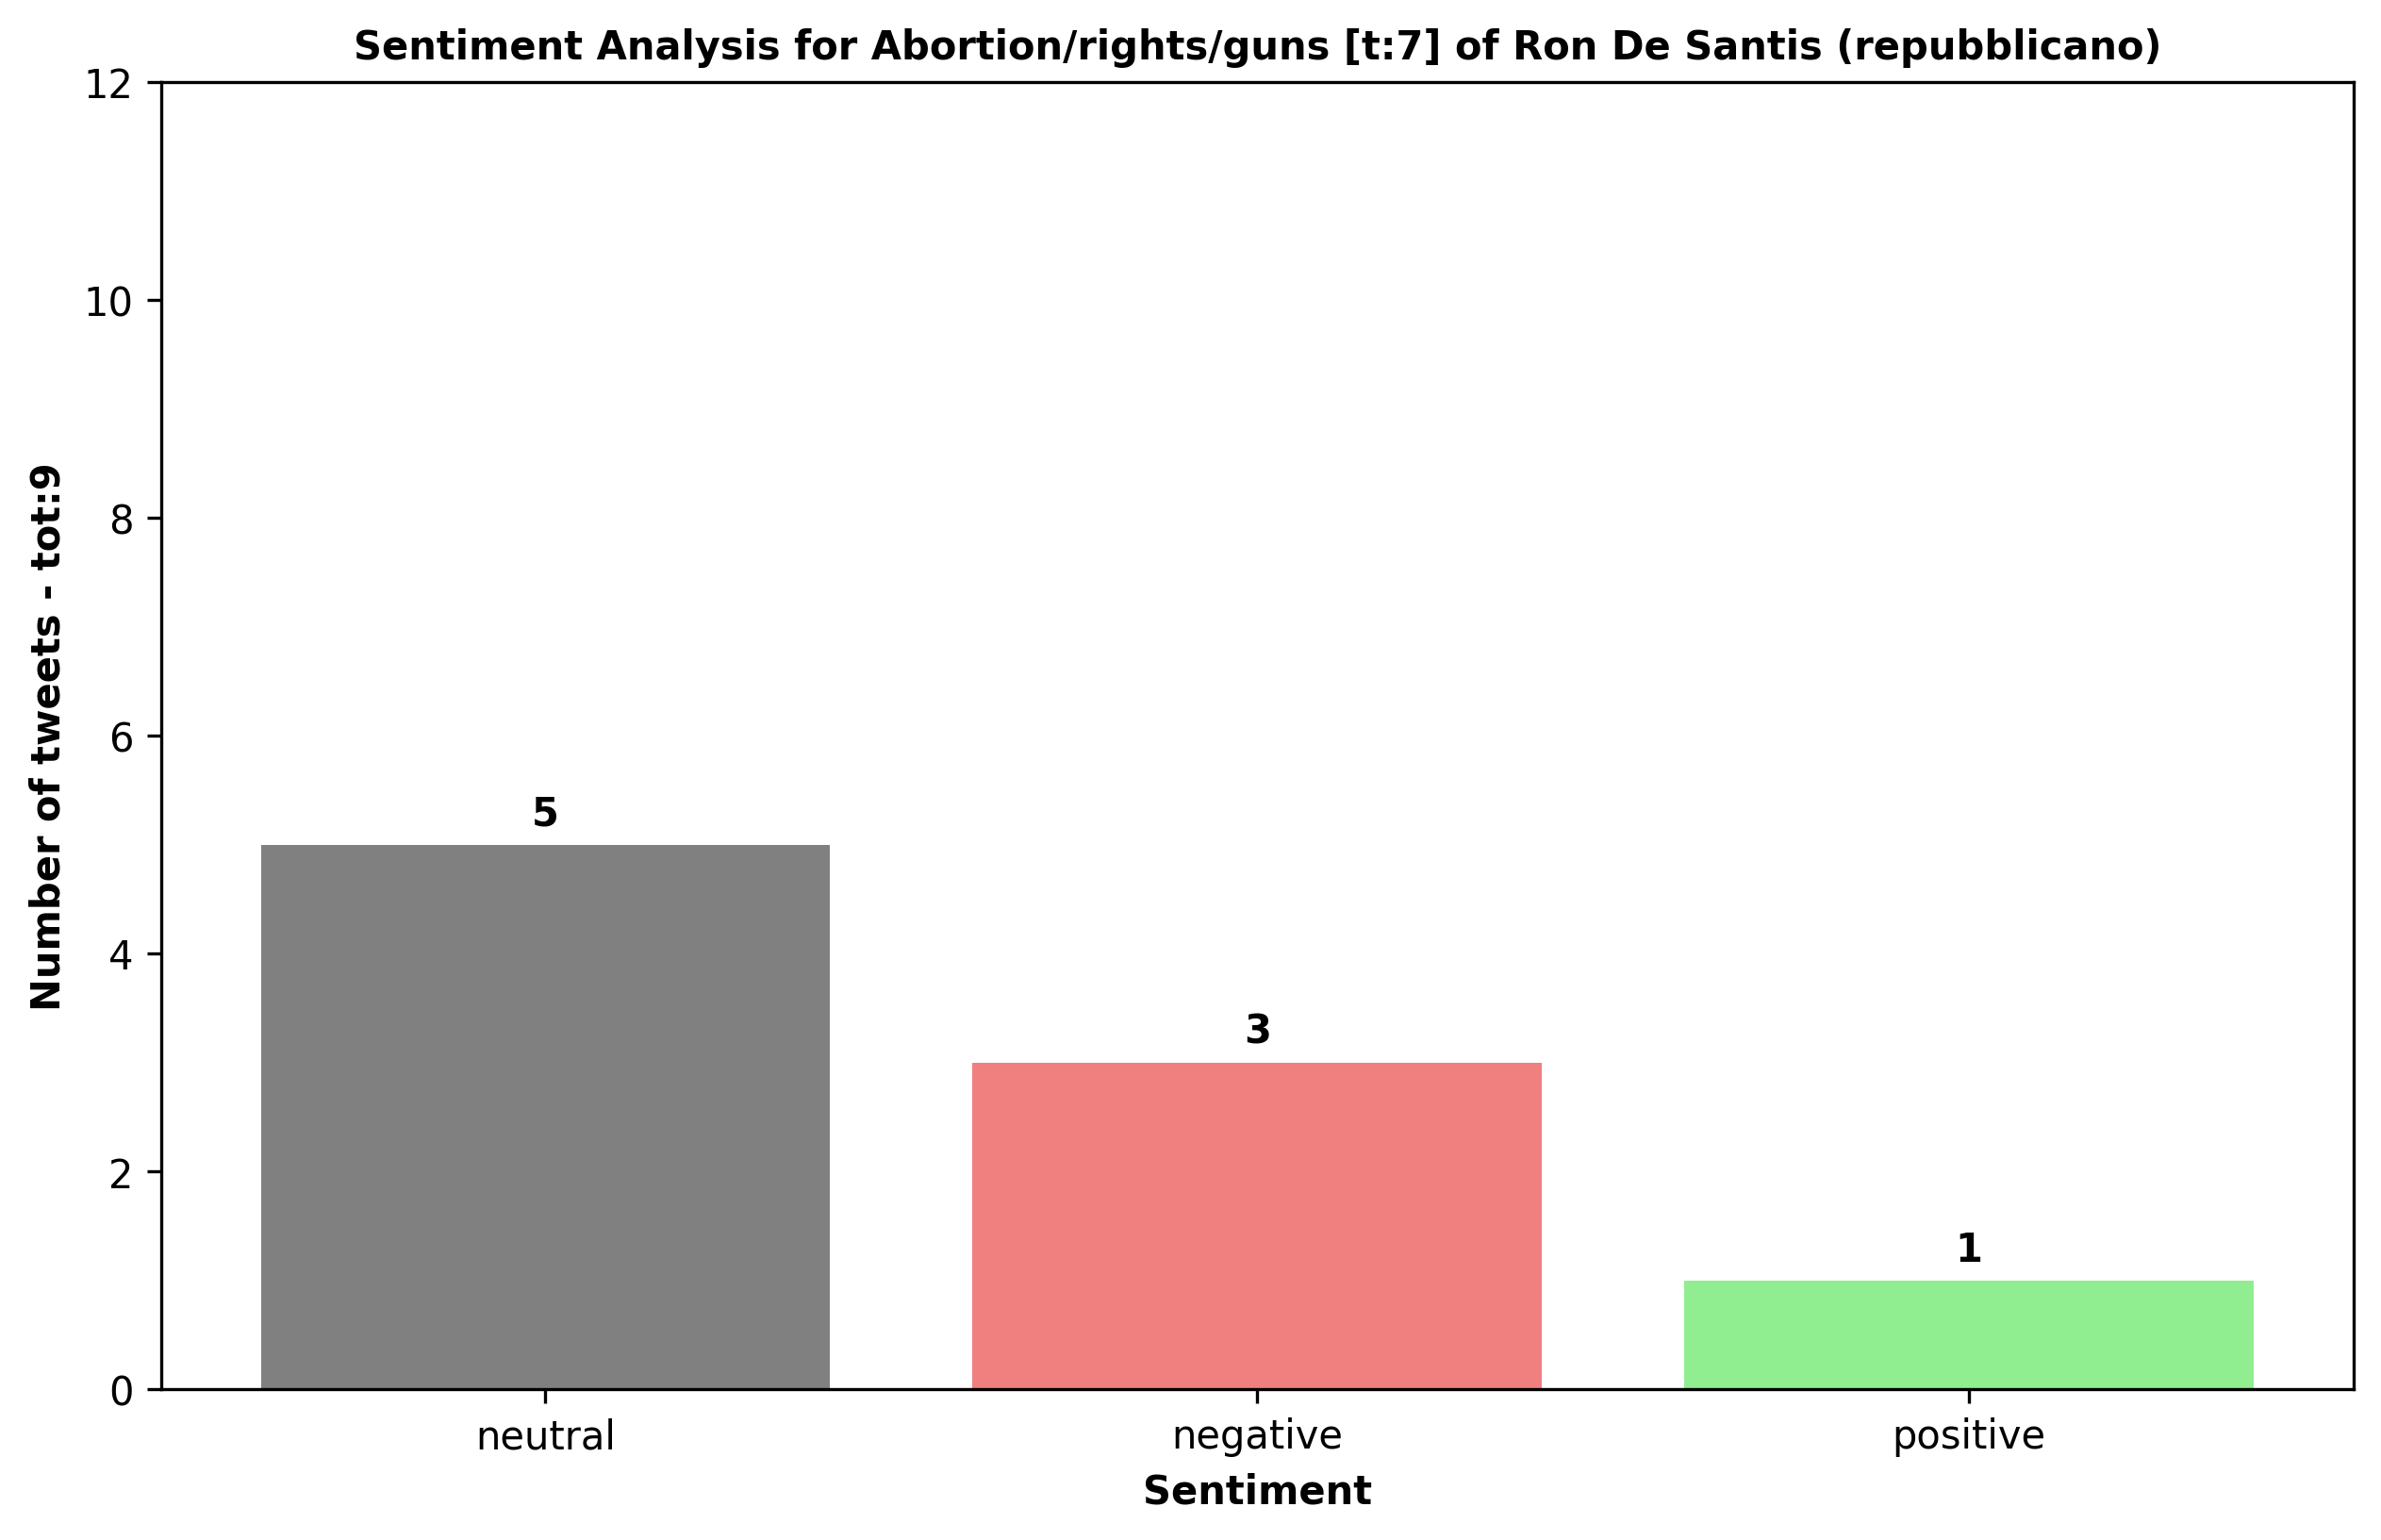 Sentiment Analysis for Abortion/rights/guns [t:7] of Ron De Santis (repubblicano)
Number of tweets - tot:9
12
10
8
6
4
2
0
5
3
1
neutral
negative
positive
Sentiment